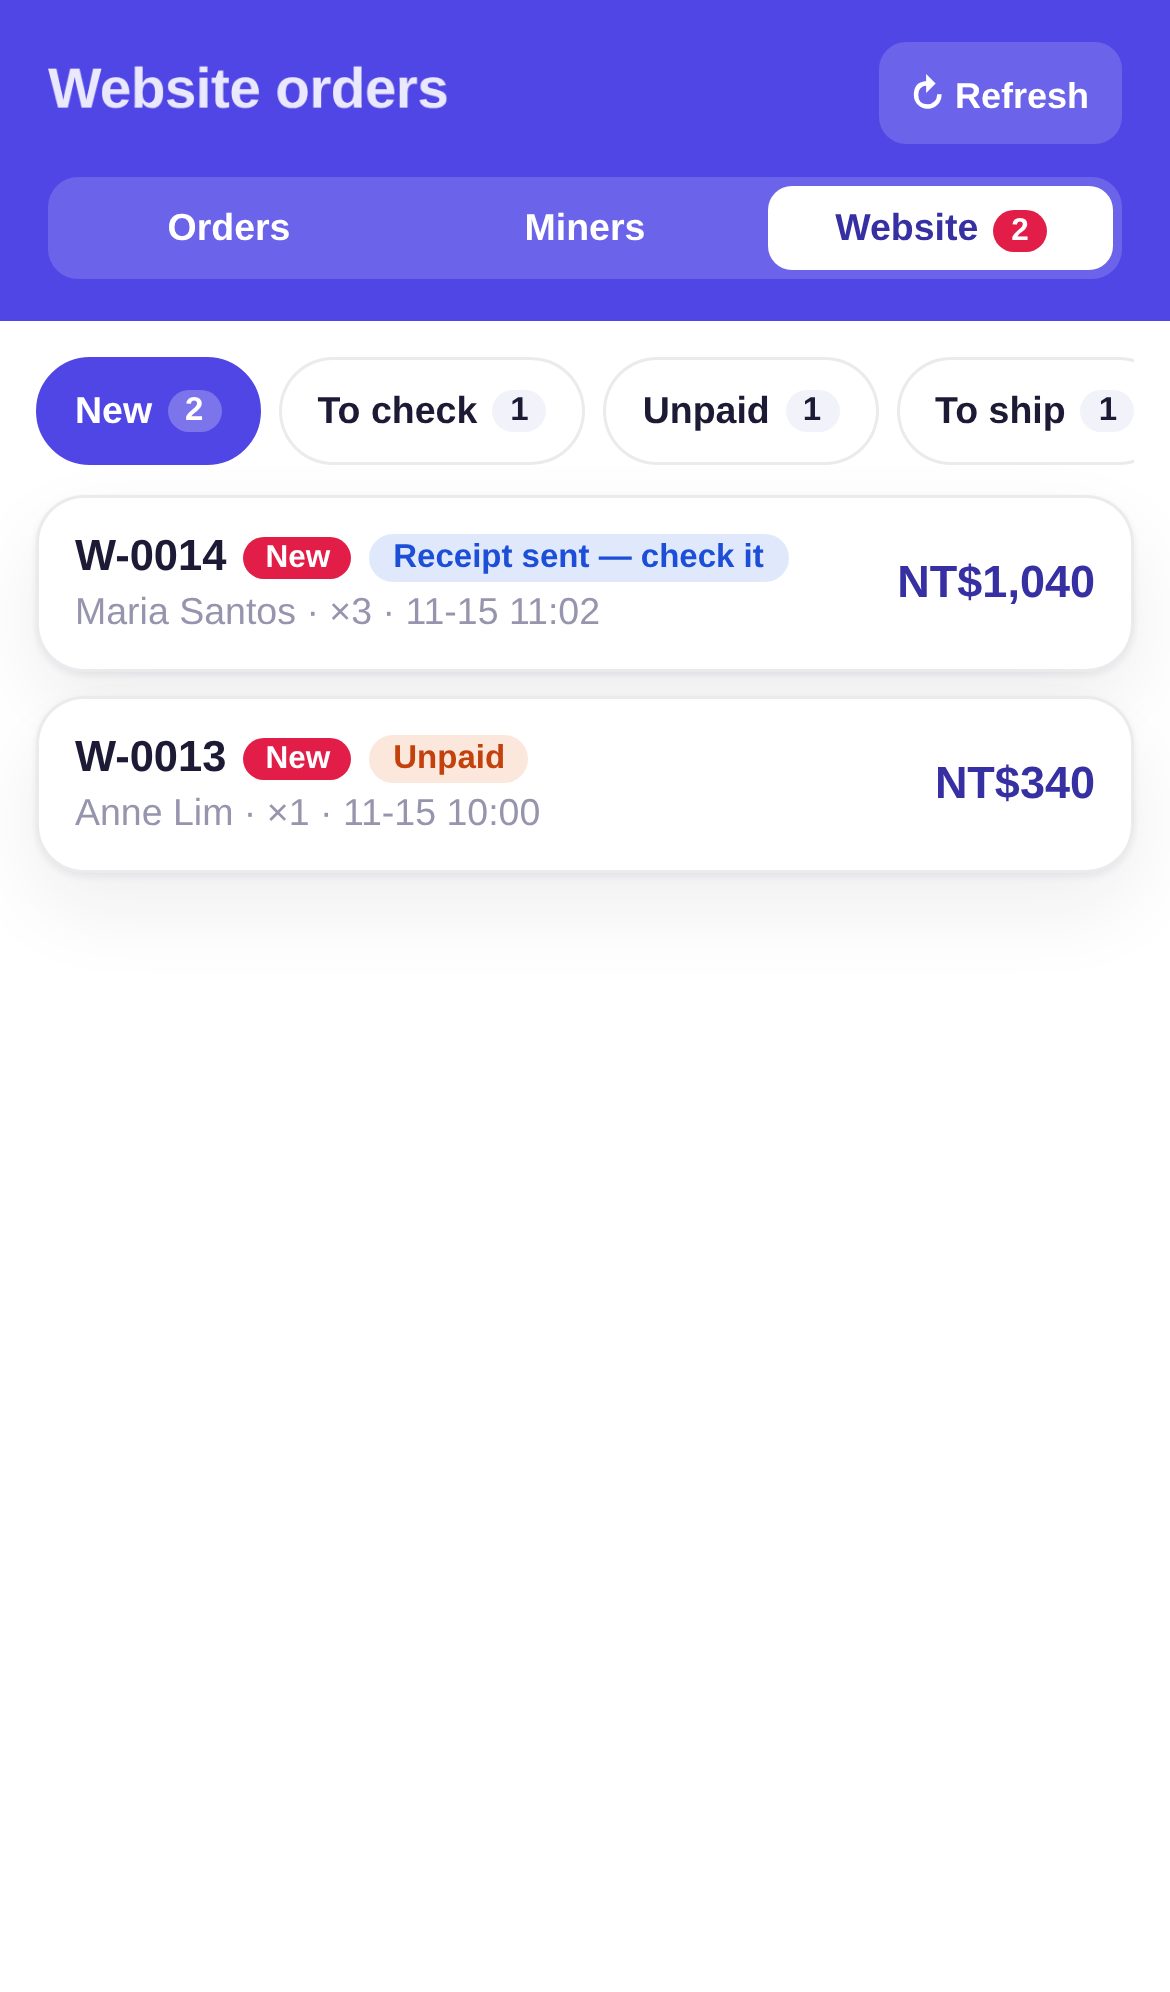 Website orders
↻ Refresh
Orders
Miners
Website 2
New 2
To check 1
Unpaid 1
To ship 1
W-0014 New Receipt sent — check it
NT$1,040
Maria Santos · ×3 · 11-15 11:02
W-0013 New Unpaid
NT$340
Anne Lim · ×1 · 11-15 10:00